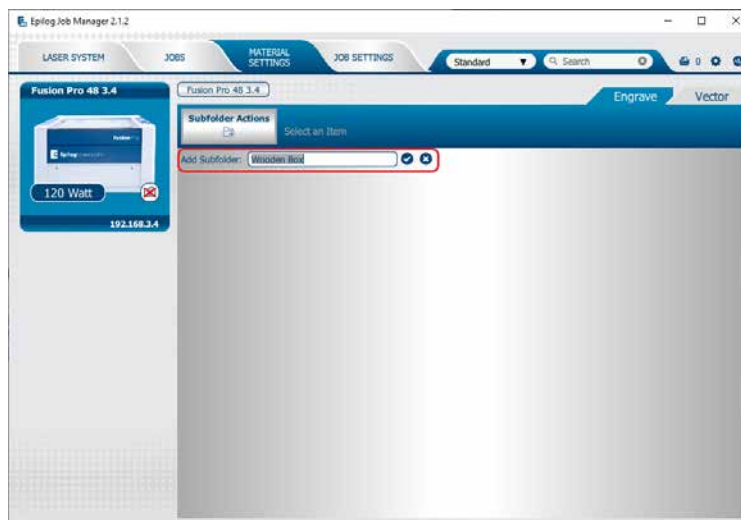 Epilog Job Manager 2.1.2
LASER SYSTEM
JOBS
MATERIAL
SETTINGS
JOB SETTINGS
Standard
Search
0
Fusion Pro 48 3.4
120 Watt
192.168.3.4
Fusion Pro 48 3.4
Engrave
Vector
Subfolder Actions
Select an Item
Add Subfolder: Wooden Box